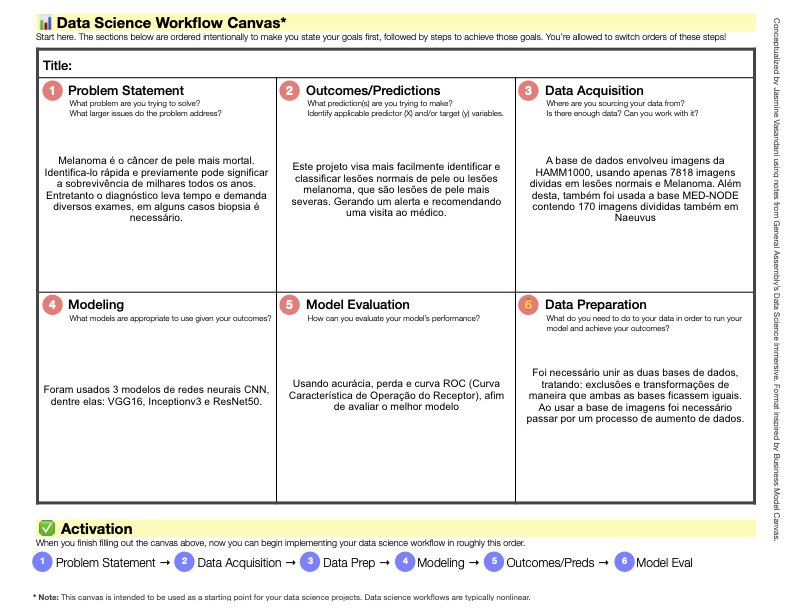 Data Science Workflow Canvas*
Start here. The sections below are ordered intentionally to make you state your goals first, followed by steps to achieve those goals. You're allowed to switch orders of these steps!
Title:
1 Problem Statement
What problem are you trying to solve?
What larger issues do the problem address?
Melanoma é o câncer de pele mais mortal.
Identifica-lo rápida e previamente pode significar
a sobrevivência de milhares todos os anos.
Entretanto o diagnóstico leva tempo e demanda
diversos exames, em alguns casos biopsia é
necessário.
2 Outcomes/Predictions
What prediction(s) are you trying to make?
Identify applicable predictor (X) and/or target (y) variables.
Este projeto visa mais facilmente identificar e
classificar lesões normais de pele ou lesões
melanoma, que são lesões de pele mais
severas. Gerando um alerta e recomendando
uma visita ao médico.
3 Data Acquisition
Where are you sourcing your data from?
Is there enough data? Can you work with it?
A base de dados envolveu imagens da
HAMM1000, usando apenas 7818 imagens
dividas em lesões normais e Melanoma. Além
desta, também foi usada a base MED-NODE
contendo 170 imagens divididas também em
Naeuvus
4 Modeling
What models are appropriate to use given your outcomes?
Foram usados 3 modelos de redes neurais CNN,
dentre elas: VGG16, Inceptionv3 e ResNet50.
5 Model Evaluation
How can you evaluate your model's performance?
Usando acurácia, perda e curva ROC (Curva
Característica de Operação do Receptor), afim
de avaliar o melhor modelo
6 Data Preparation
What do you need to do to your data in order to run your
model and achieve your outcomes?
Foi necessário unir as duas bases de dados,
tratando: exclusões e transformações de
maneira que ambas as bases ficassem iguais.
Ao usar a base de imagens foi necessário
passar por um processo de aumento de dados.
Activation
When you finish filling out the canvas above, now you can begin implementing your data science workflow in roughly this order.
1 Problem Statement → 2 Data Acquisition → 3 Data Prep → 4 Modeling → 5 Outcomes/Preds → 6 Model Eval
* Note: This canvas is intended to be used as a starting point for your data science projects. Data science workflows are typically nonlinear.
Conceptualized by Jasmine Vasandani using notes from General Assembly's Data Science Immersive. Format inspired by Business Model Canvas.